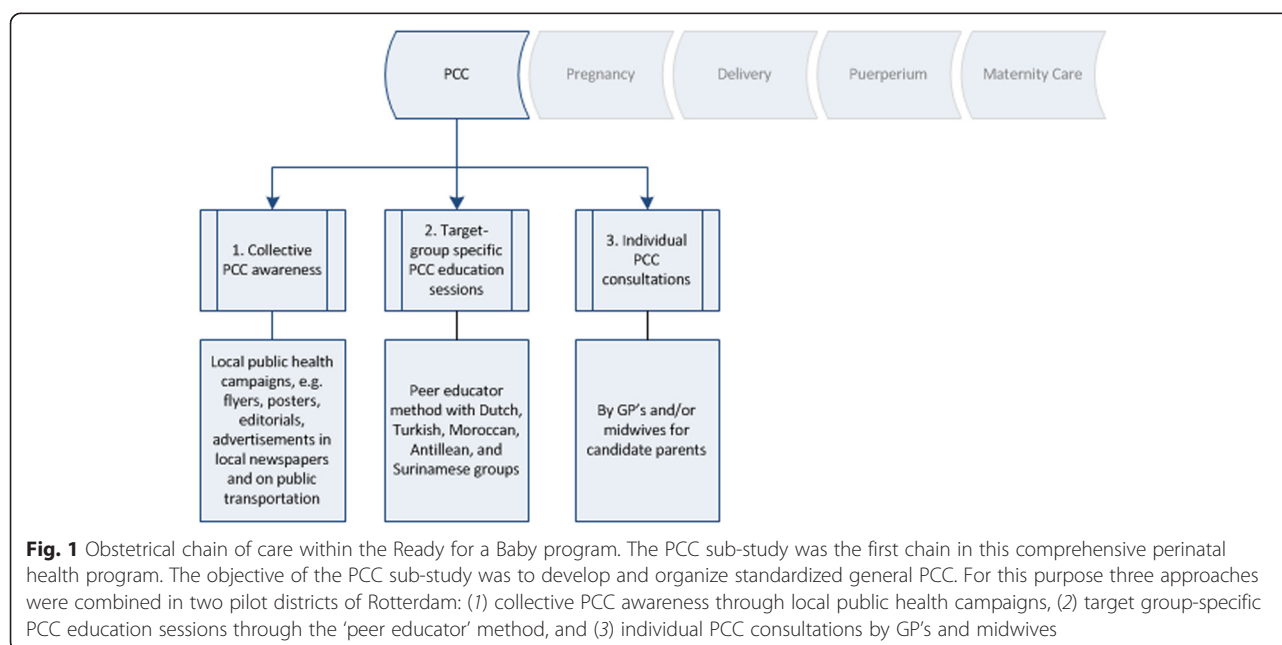 PCC
Pregnancy
Delivery
Puerperium
Maternity Care
1. Collective
PCC awareness
2. Target-
group specific
PCC education
sessions
3. Individual
PCC
consultations
Local public health
campaigns, e.g.
flyers, posters,
editorials,
advertisements in
local newspapers
and on public
transportation
Peer educator
method with Dutch,
Turkish, Moroccan,
Antillean, and
Surinamese groups
By GP's and/or
midwives for
candidate parents
Fig. 1 Obstetrical chain of care within the Ready for a Baby program. The PCC sub-study was the first chain in this comprehensive perinatal
health program. The objective of the PCC sub-study was to develop and organize standardized general PCC. For this purpose three approaches
were combined in two pilot districts of Rotterdam: (1) collective PCC awareness through local public health campaigns, (2) target group-specific
PCC education sessions through the ‘peer educator’ method, and (3) individual PCC consultations by GP's and midwives